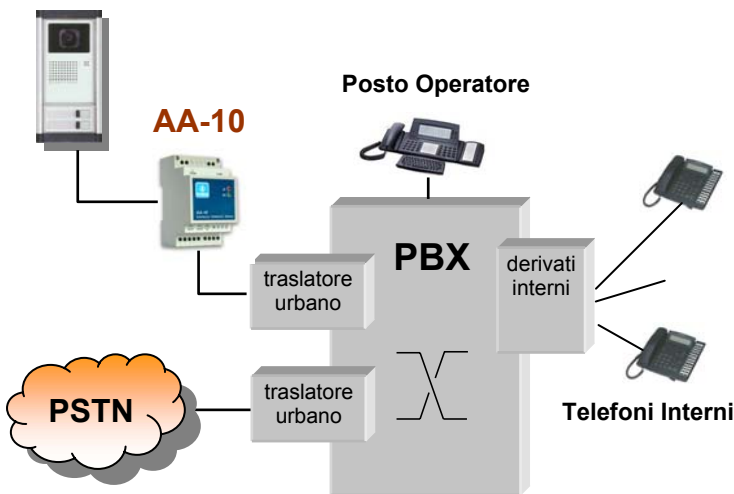 Posto Operatore
AA-10
PBX
derivati
interni
traslatore
urbano
PSTN
traslatore
urbano
Telefoni Interni